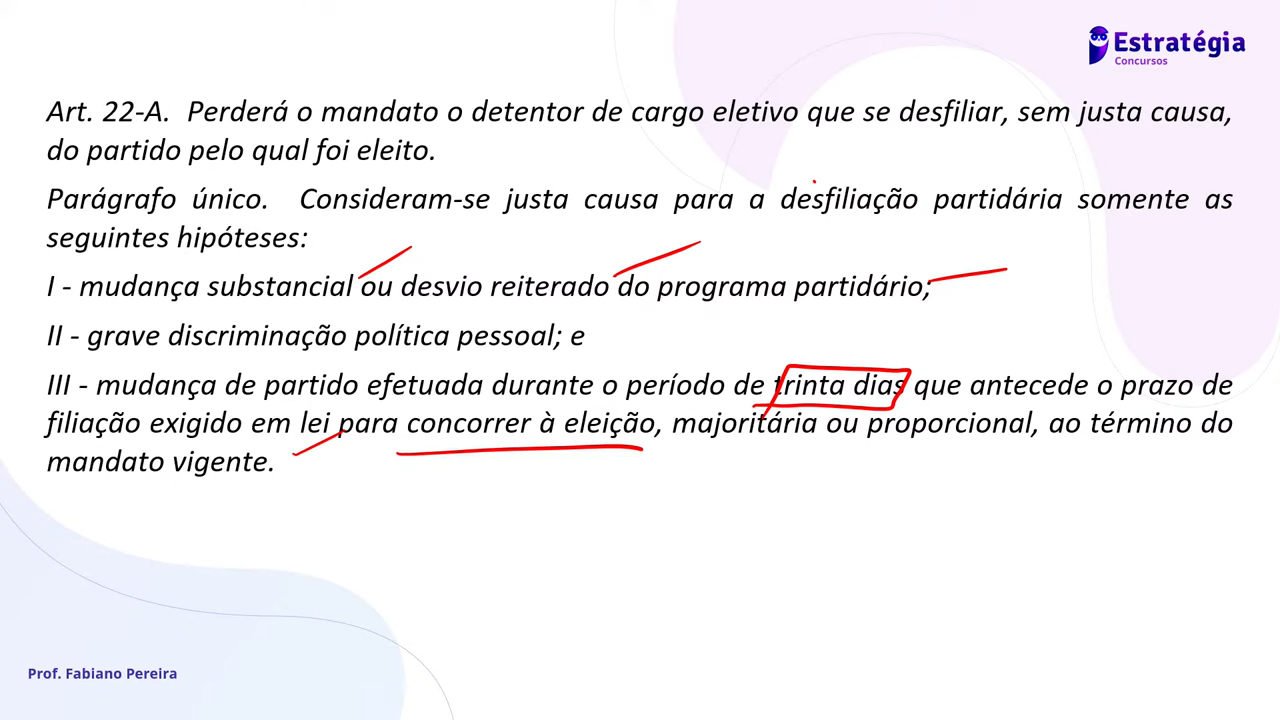 Estratégia
Concursos
Art. 22-A. Perderá o mandato o detentor de cargo eletivo que se desfiliar, sem justa causa,
do partido pelo qual foi eleito.
Parágrafo único. Consideram-se justa causa para a desfiliação partidária somente as
seguintes hipóteses:
I - mudança substancial ou desvio reiterado do programa partidário;
II - grave discriminação política pessoal; e
III - mudança de partido efetuada durante o período de trinta dias que antecede o prazo de
filiação exigido em lei para concorrer à eleição, majoritária ou proporcional, ao término do
mandato vigente.
Prof. Fabiano Pereira